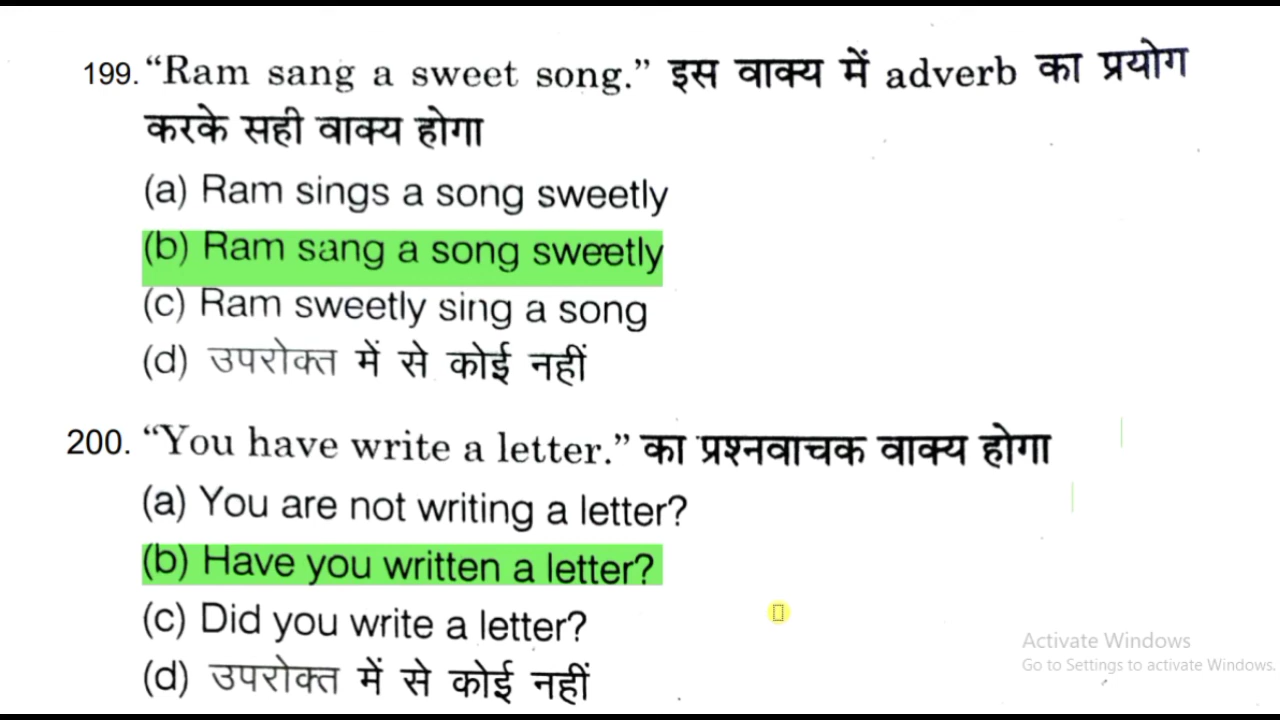 199. “Ram sang a sweet song.” इस वाक्य में adverb का प्रयोग
करके सही वाक्य होगा
(a) Ram sings a song sweetly
(b) Ram sang a song sweetly
(c) Ram sweetly sing a song
(d) उपरोक्त में से कोई नहीं
200. “You have write a letter.” का प्रश्नवाचक वाक्य होगा
(a) You are not writing a letter?
(b) Have you written a letter?
(c) Did you write a letter?
(d) उपरोक्त में से कोई नहीं
Activate Windows
Go to Settings to activate Windows.